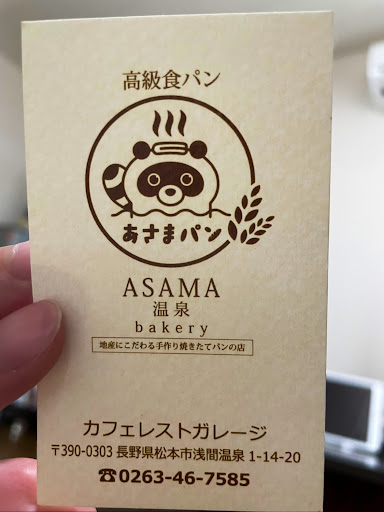 高級食パン
あさまパン
ASAMA
温泉
bakery
地産にこだわる手作り焼きたてパンの店
カフェレストガレージ
〒390-0303 長野県松本市浅間温泉 1-14-20
☎0263-46-7585